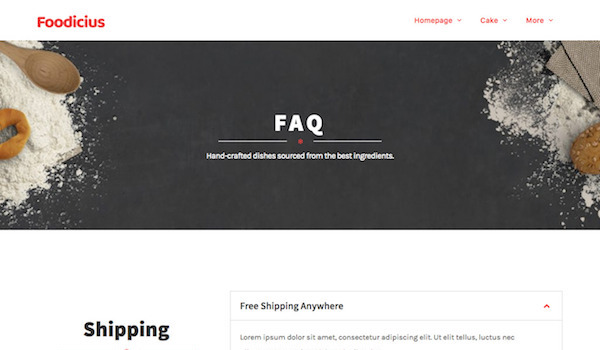 Foodicius
Homepage Cake More
FAQ
Hand-crafted dishes sourced from the best ingredients.
Free Shipping Anywhere
Shipping
Lorem ipsum dolor sit amet, consectetur adipiscing elit. Ut elit tellus, luctus nec